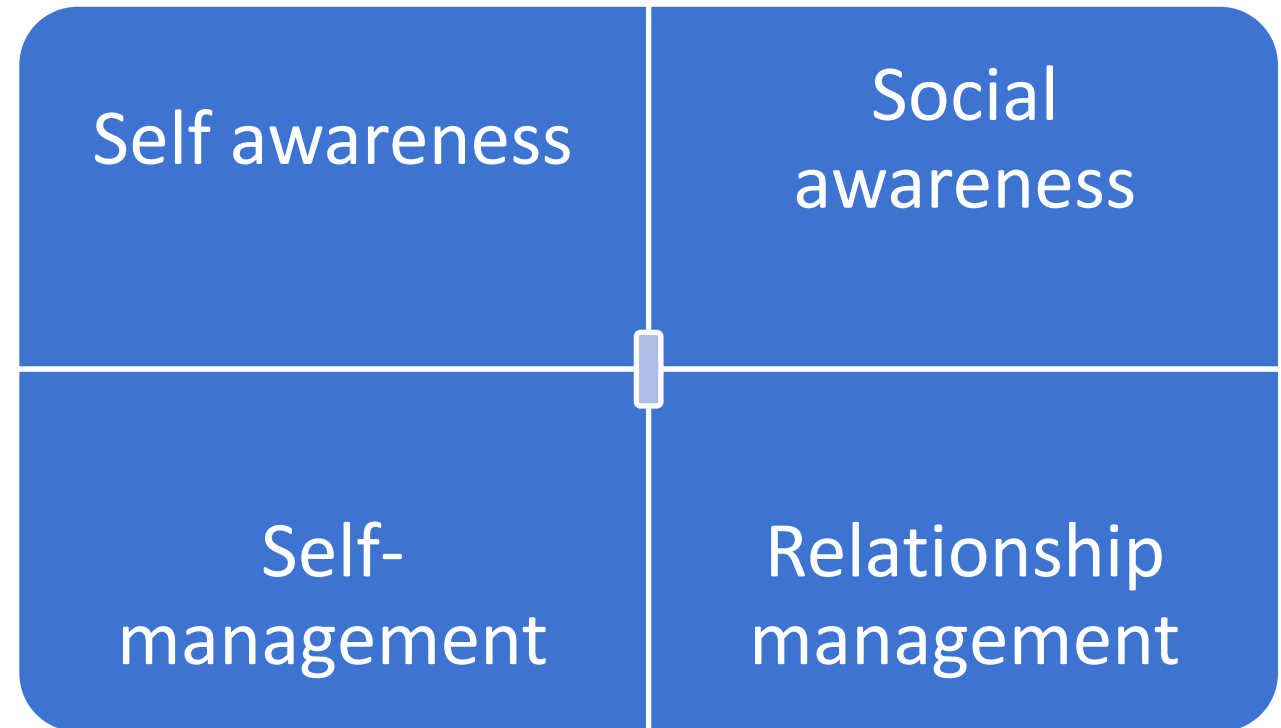 Self awareness
Social
awareness
Self-
management
Relationship
management